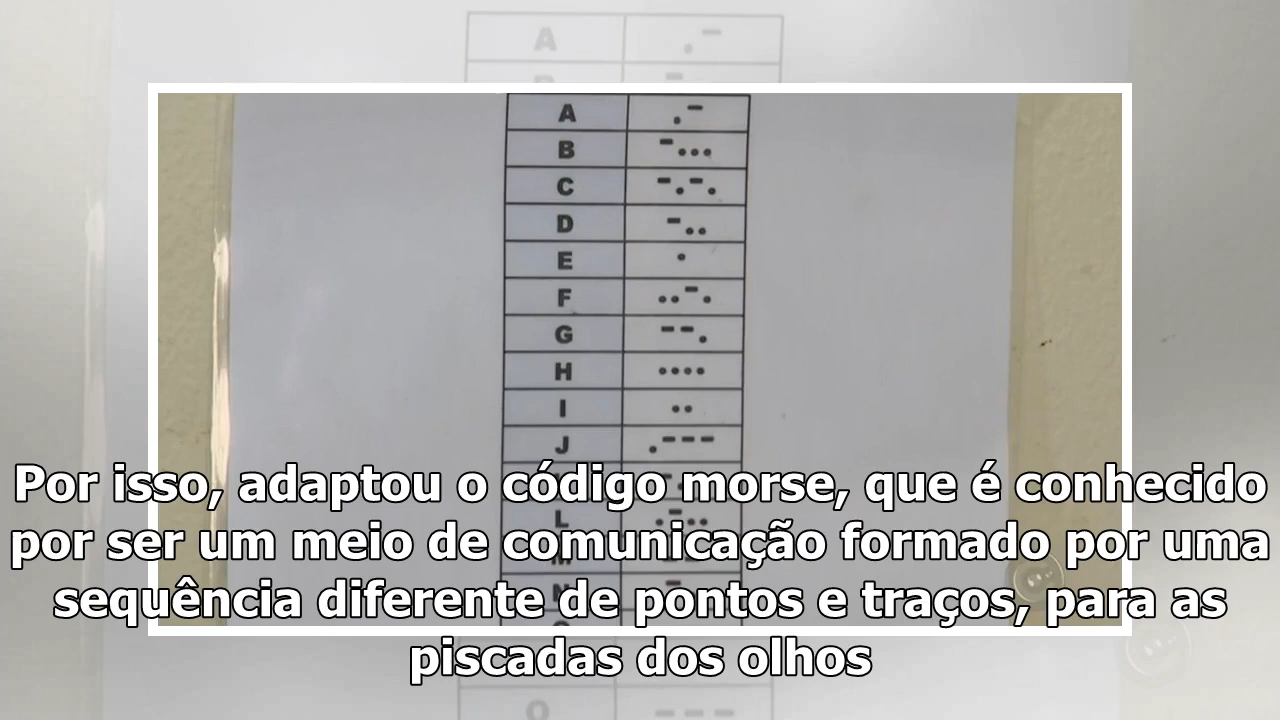 A .-
A .-
B -...
C -.-.
D -..
E .
F ..-.
G --.
H ....
I ..
J .---
L .-..
M
N
Por isso, adaptou o código morse, que é conhecido
por ser um meio de comunicação formado por uma
sequência diferente de pontos e traços, para as
piscadas dos olhos
O ---